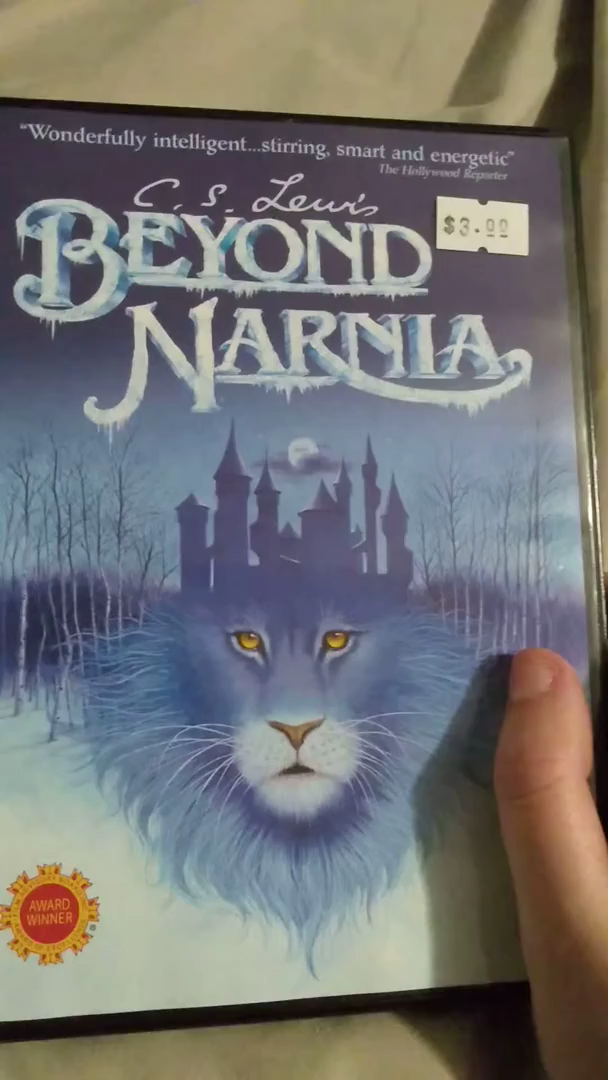 "Wonderfully intelligent...stirring, smart and energetic"
The Hollywood Reporter
C. S. Lewis
BEYOND
$3.00
NARNIA
AWARD
WINNER